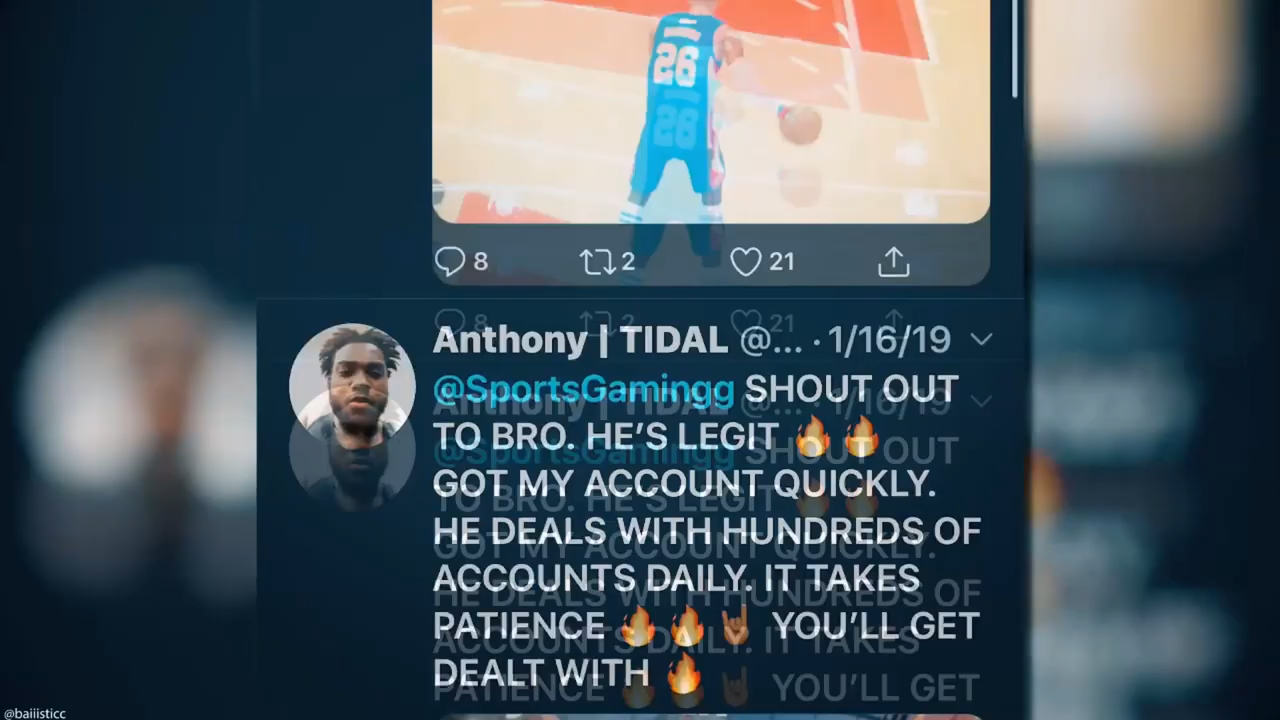 26
8 2 21
Anthony | TIDAL @... · 1/16/19
@SportsGamingg SHOUT OUT
TO BRO. HE’S LEGIT 🔥 🔥
GOT MY ACCOUNT QUICKLY.
HE DEALS WITH HUNDREDS OF
ACCOUNTS DAILY. IT TAKES
PATIENCE 🔥 🔥 🤘🏾 YOU’LL GET
DEALT WITH 🔥
@baiiisticc